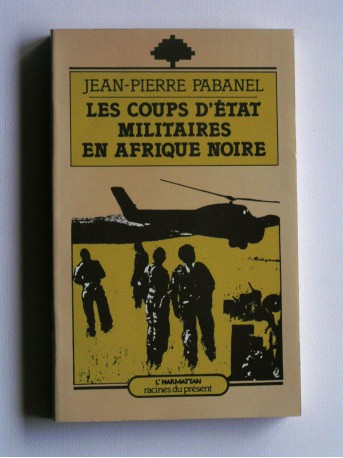 JEAN-PIERRE PABANEL
LES COUPS D'ÉTAT
MILITAIRES
EN AFRIQUE NOIRE
L'HARMATTAN
racines du présent